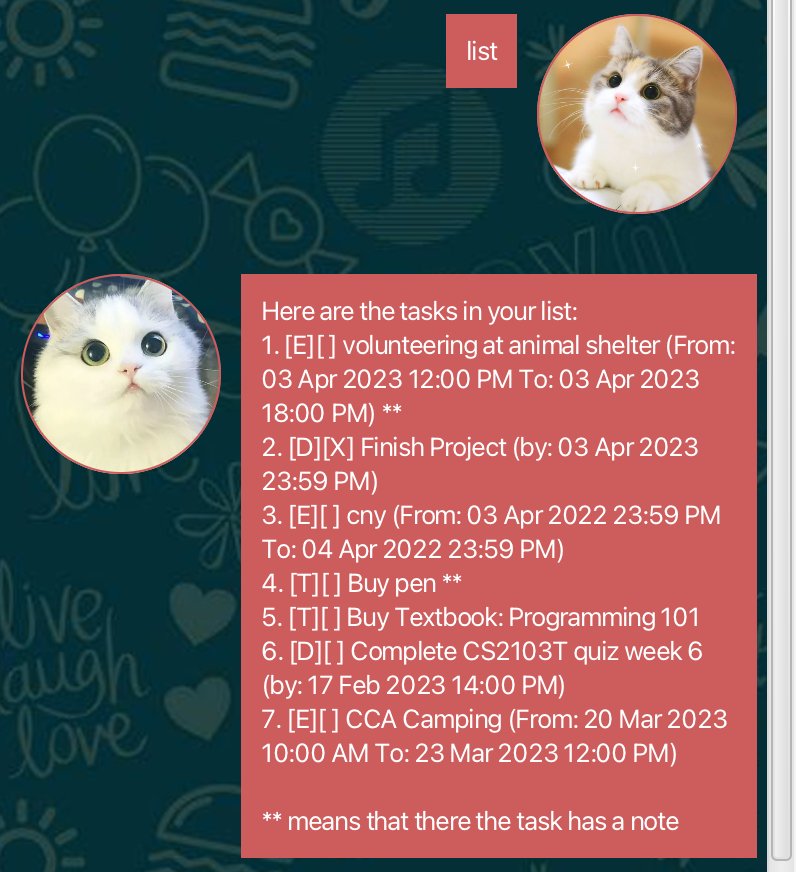 list
Here are the tasks in your list:
1. [E][ ] volunteering at animal shelter (From:
03 Apr 2023 12:00 PM To: 03 Apr 2023
18:00 PM) **
2. [D][X] Finish Project (by: 03 Apr 2023
23:59 PM)
3. [E][ ] cny (From: 03 Apr 2022 23:59 PM
To: 04 Apr 2022 23:59 PM)
4. [T][ ] Buy pen **
5. [T][ ] Buy Textbook: Programming 101
6. [D][ ] Complete CS2103T quiz week 6
(by: 17 Feb 2023 14:00 PM)
7. [E][ ] CCA Camping (From: 20 Mar 2023
10:00 AM To: 23 Mar 2023 12:00 PM)
** means that there the task has a note
live
laugh
love